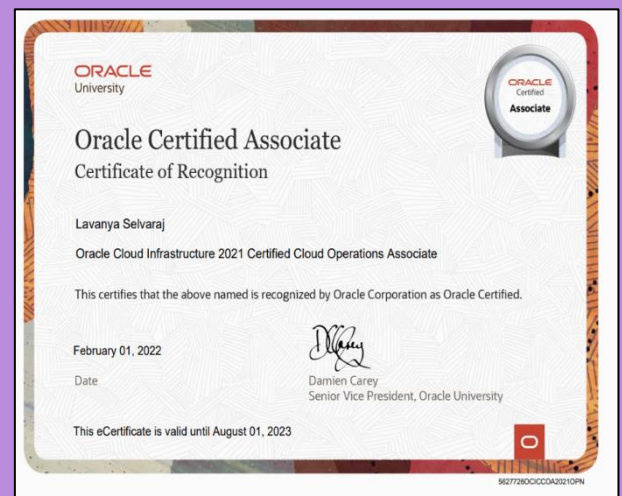 ORACLE
University
ORACLE
Certified
Associate
Oracle Certified Associate
Certificate of Recognition
Lavanya Selvaraj
Oracle Cloud Infrastructure 2021 Certified Cloud Operations Associate
This certifies that the above named is recognized by Oracle Corporation as Oracle Certified.
February 01, 2022
Date
Damien Carey
Senior Vice President, Oracle University
This eCertificate is valid until August 01, 2023
5627726OCICCOA2021OPN